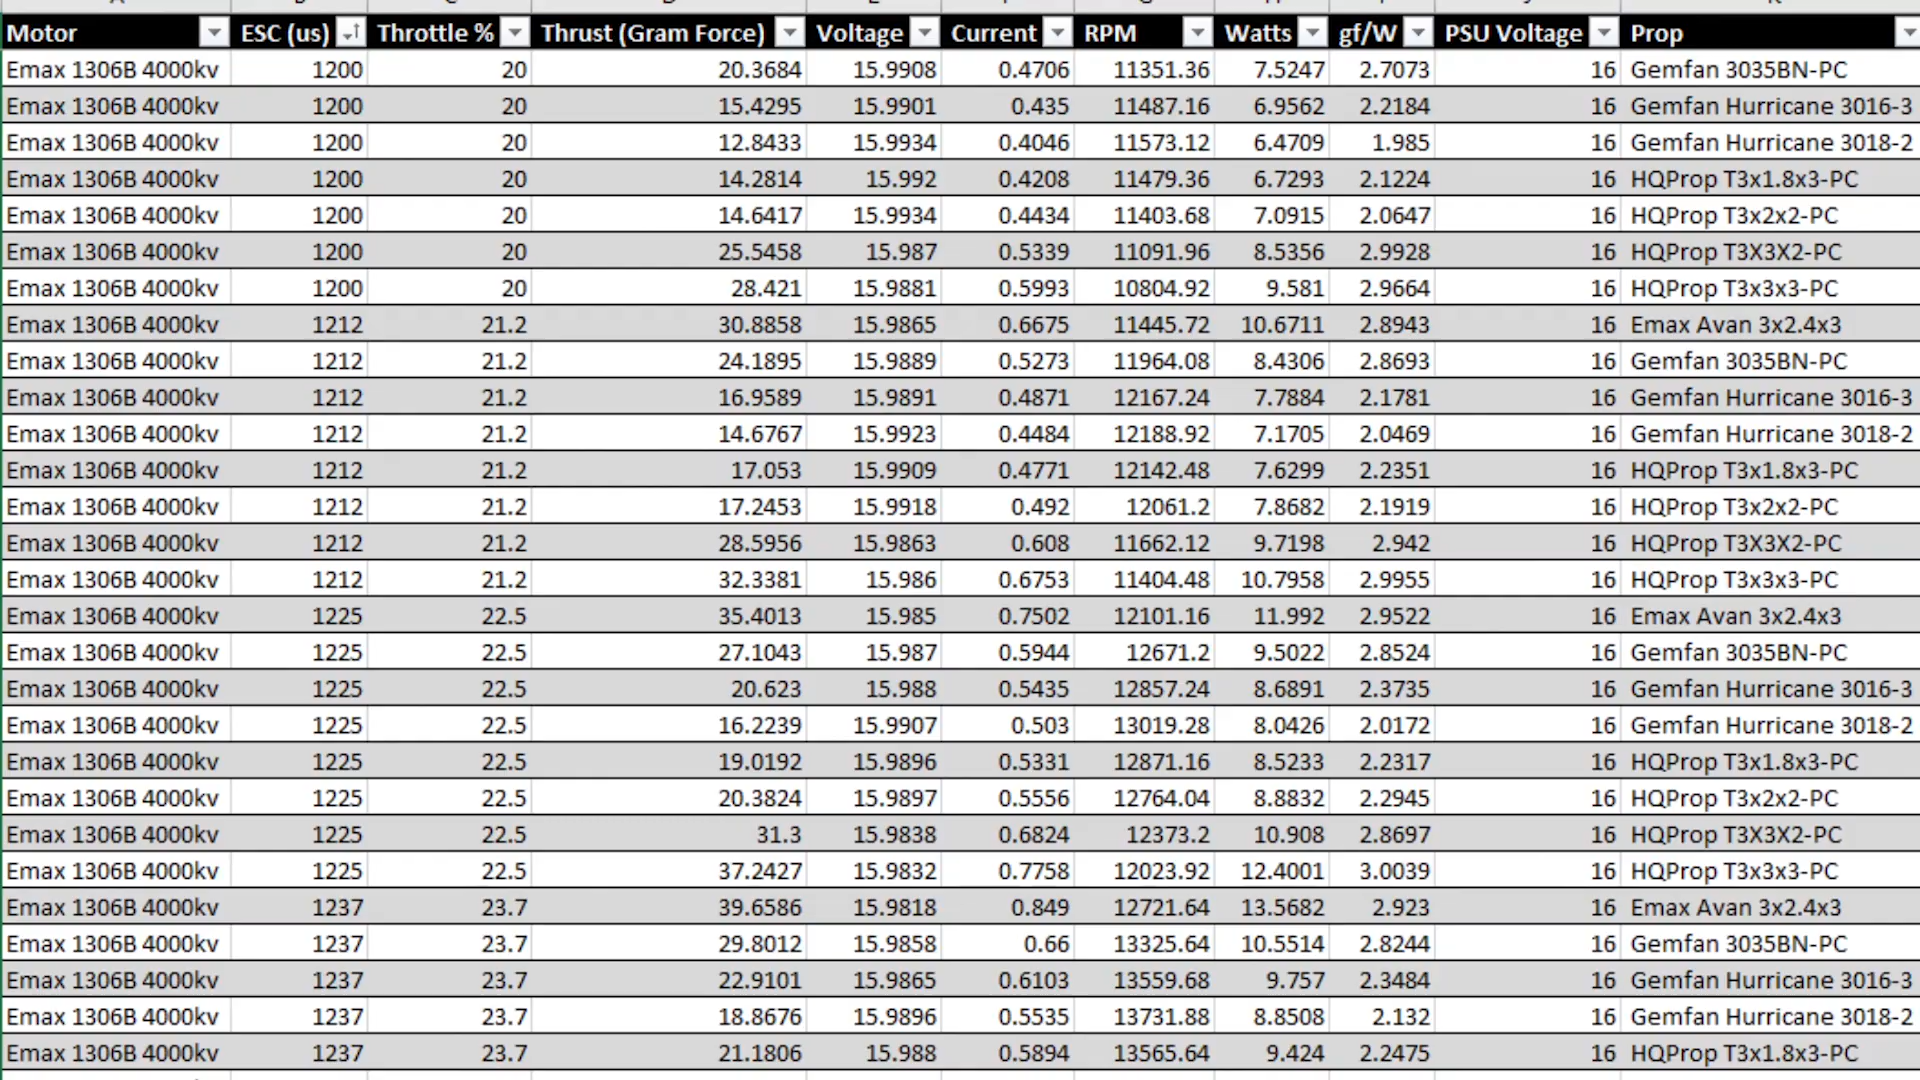 Motor ESC (us) Throttle % Thrust (Gram Force) Voltage Current RPM Watts gf/W PSU Voltage Prop
Emax 1306B 4000kv 1200 20 20.3684 15.9908 0.4706 11351.36 7.5247 2.7073 16 Gemfan 3035BN-PC
Emax 1306B 4000kv 1200 20 15.4295 15.9901 0.435 11487.16 6.9562 2.2184 16 Gemfan Hurricane 3016-3
Emax 1306B 4000kv 1200 20 12.8433 15.9934 0.4046 11573.12 6.4709 1.985 16 Gemfan Hurricane 3018-2
Emax 1306B 4000kv 1200 20 14.2814 15.992 0.4208 11479.36 6.7293 2.1224 16 HQProp T3x1.8x3-PC
Emax 1306B 4000kv 1200 20 14.6417 15.9934 0.4434 11403.68 7.0915 2.0647 16 HQProp T3x2x2-PC
Emax 1306B 4000kv 1200 20 25.5458 15.987 0.5339 11091.96 8.5356 2.9928 16 HQProp T3X3X2-PC
Emax 1306B 4000kv 1200 20 28.421 15.9881 0.5993 10804.92 9.581 2.9664 16 HQProp T3x3x3-PC
Emax 1306B 4000kv 1212 21.2 30.8858 15.9865 0.6675 11445.72 10.6711 2.8943 16 Emax Avan 3x2.4x3
Emax 1306B 4000kv 1212 21.2 24.1895 15.9889 0.5273 11964.08 8.4306 2.8693 16 Gemfan 3035BN-PC
Emax 1306B 4000kv 1212 21.2 16.9589 15.9891 0.4871 12167.24 7.7884 2.1781 16 Gemfan Hurricane 3016-3
Emax 1306B 4000kv 1212 21.2 14.6767 15.9923 0.4484 12188.92 7.1705 2.0469 16 Gemfan Hurricane 3018-2
Emax 1306B 4000kv 1212 21.2 17.053 15.9909 0.4771 12142.48 7.6299 2.2351 16 HQProp T3x1.8x3-PC
Emax 1306B 4000kv 1212 21.2 17.2453 15.9918 0.492 12061.2 7.8682 2.1919 16 HQProp T3x2x2-PC
Emax 1306B 4000kv 1212 21.2 28.5956 15.9863 0.608 11662.12 9.7198 2.942 16 HQProp T3X3X2-PC
Emax 1306B 4000kv 1212 21.2 32.3381 15.986 0.6753 11404.48 10.7958 2.9955 16 HQProp T3x3x3-PC
Emax 1306B 4000kv 1225 22.5 35.4013 15.985 0.7502 12101.16 11.992 2.9522 16 Emax Avan 3x2.4x3
Emax 1306B 4000kv 1225 22.5 27.1043 15.987 0.5944 12671.2 9.5022 2.8524 16 Gemfan 3035BN-PC
Emax 1306B 4000kv 1225 22.5 20.623 15.988 0.5435 12857.24 8.6891 2.3735 16 Gemfan Hurricane 3016-3
Emax 1306B 4000kv 1225 22.5 16.2239 15.9907 0.503 13019.28 8.0426 2.0172 16 Gemfan Hurricane 3018-2
Emax 1306B 4000kv 1225 22.5 19.0192 15.9896 0.5331 12871.16 8.5233 2.2317 16 HQProp T3x1.8x3-PC
Emax 1306B 4000kv 1225 22.5 20.3824 15.9897 0.5556 12764.04 8.8832 2.2945 16 HQProp T3x2x2-PC
Emax 1306B 4000kv 1225 22.5 31.3 15.9838 0.6824 12373.2 10.908 2.8697 16 HQProp T3X3X2-PC
Emax 1306B 4000kv 1225 22.5 37.2427 15.9832 0.7758 12023.92 12.4001 3.0039 16 HQProp T3x3x3-PC
Emax 1306B 4000kv 1237 23.7 39.6586 15.9818 0.849 12721.64 13.5682 2.923 16 Emax Avan 3x2.4x3
Emax 1306B 4000kv 1237 23.7 29.8012 15.9858 0.66 13325.64 10.5514 2.8244 16 Gemfan 3035BN-PC
Emax 1306B 4000kv 1237 23.7 22.9101 15.9865 0.6103 13559.68 9.757 2.3484 16 Gemfan Hurricane 3016-3
Emax 1306B 4000kv 1237 23.7 18.8676 15.9896 0.5535 13731.88 8.8508 2.132 16 Gemfan Hurricane 3018-2
Emax 1306B 4000kv 1237 23.7 21.1806 15.988 0.5894 13565.64 9.424 2.2475 16 HQProp T3x1.8x3-PC